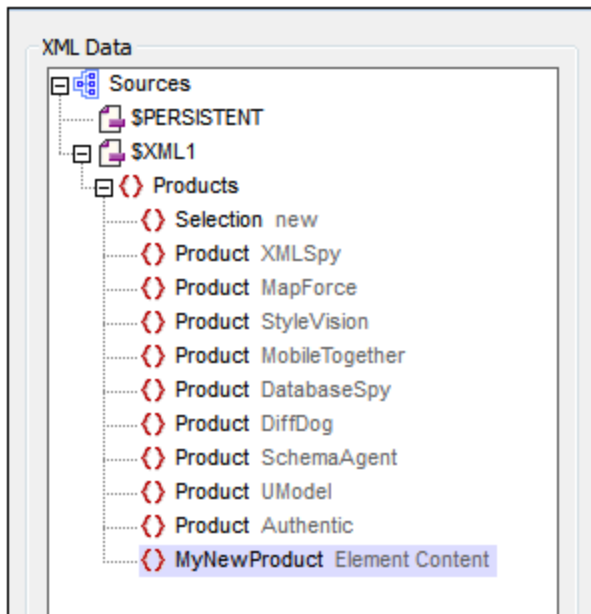 XML Data
Sources
$PERSISTENT
$XML1
Products
Selection new
Product XMLSpy
Product MapForce
Product StyleVision
Product MobileTogether
Product DatabaseSpy
Product DiffDog
Product SchemaAgent
Product UModel
Product Authentic
MyNewProduct Element Content